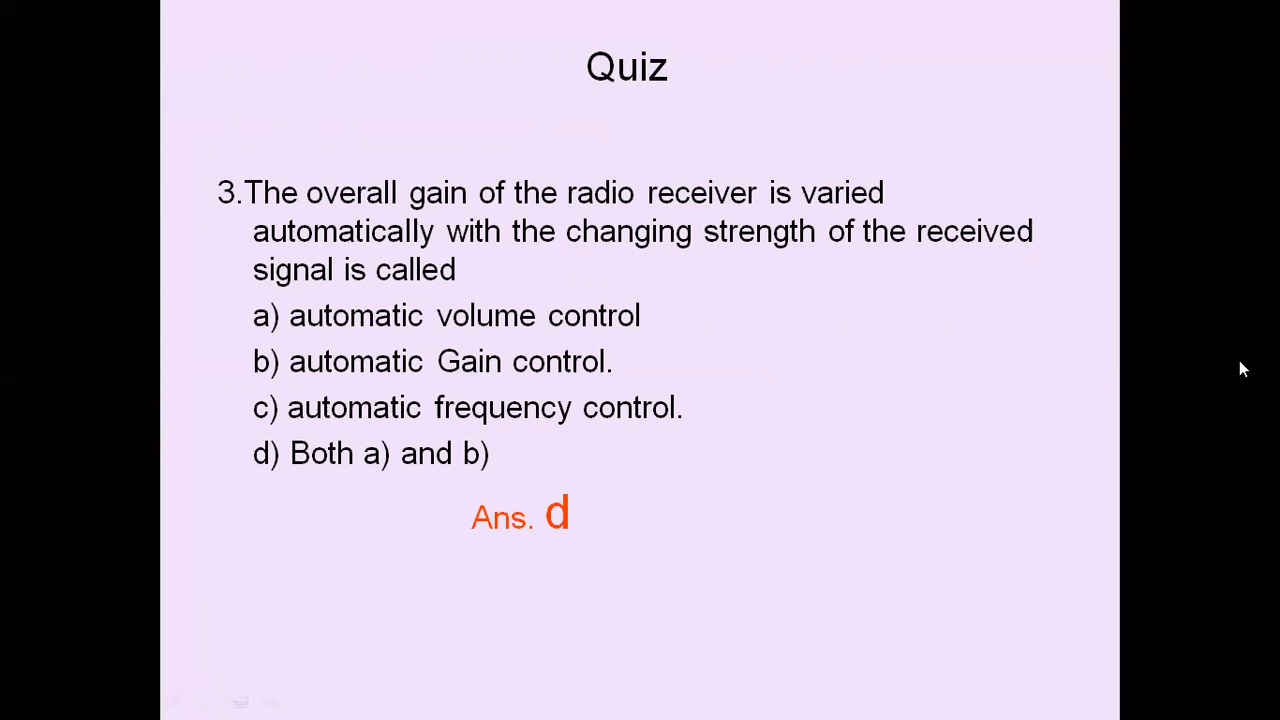 Quiz
3.The overall gain of the radio receiver is varied
automatically with the changing strength of the received
signal is called
a) automatic volume control
b) automatic Gain control.
c) automatic frequency control.
d) Both a) and b)
Ans. d